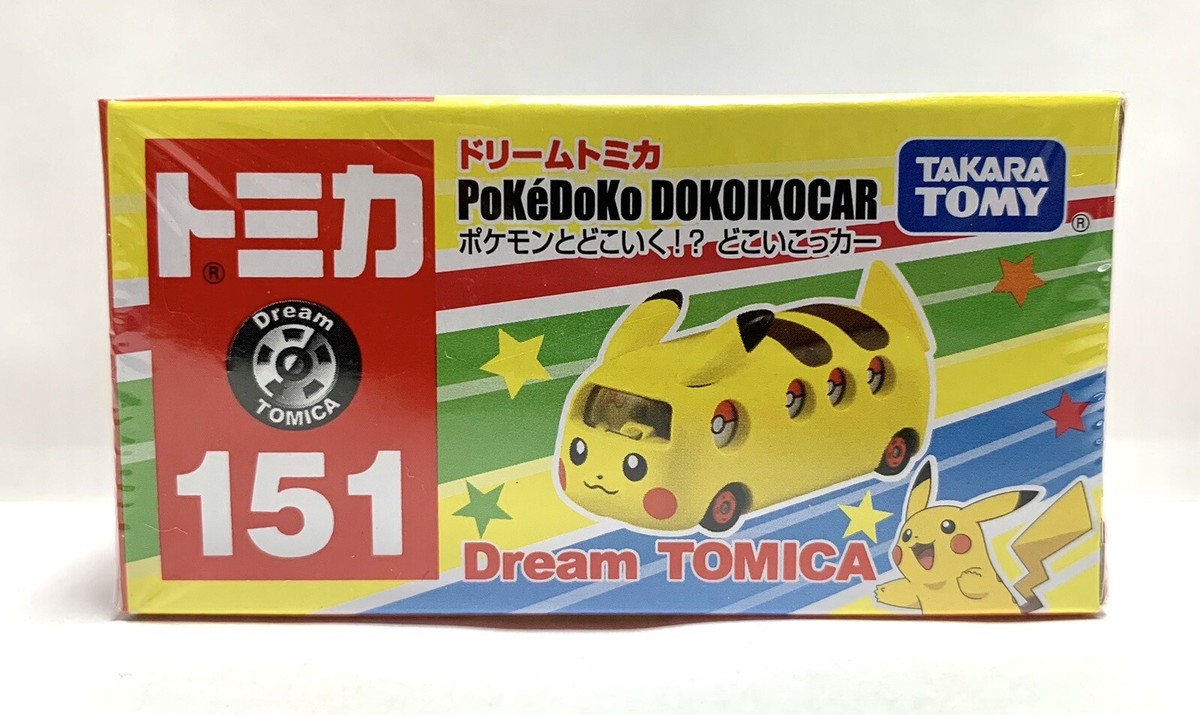 トミカ
®
Dream
TOMICA
151
ドリームトミカ
PoKéDoKo DOKOIKOCAR
ポケモンとどこいく!? どこいこっカー
TAKARA
TOMY
®
Dream TOMICA